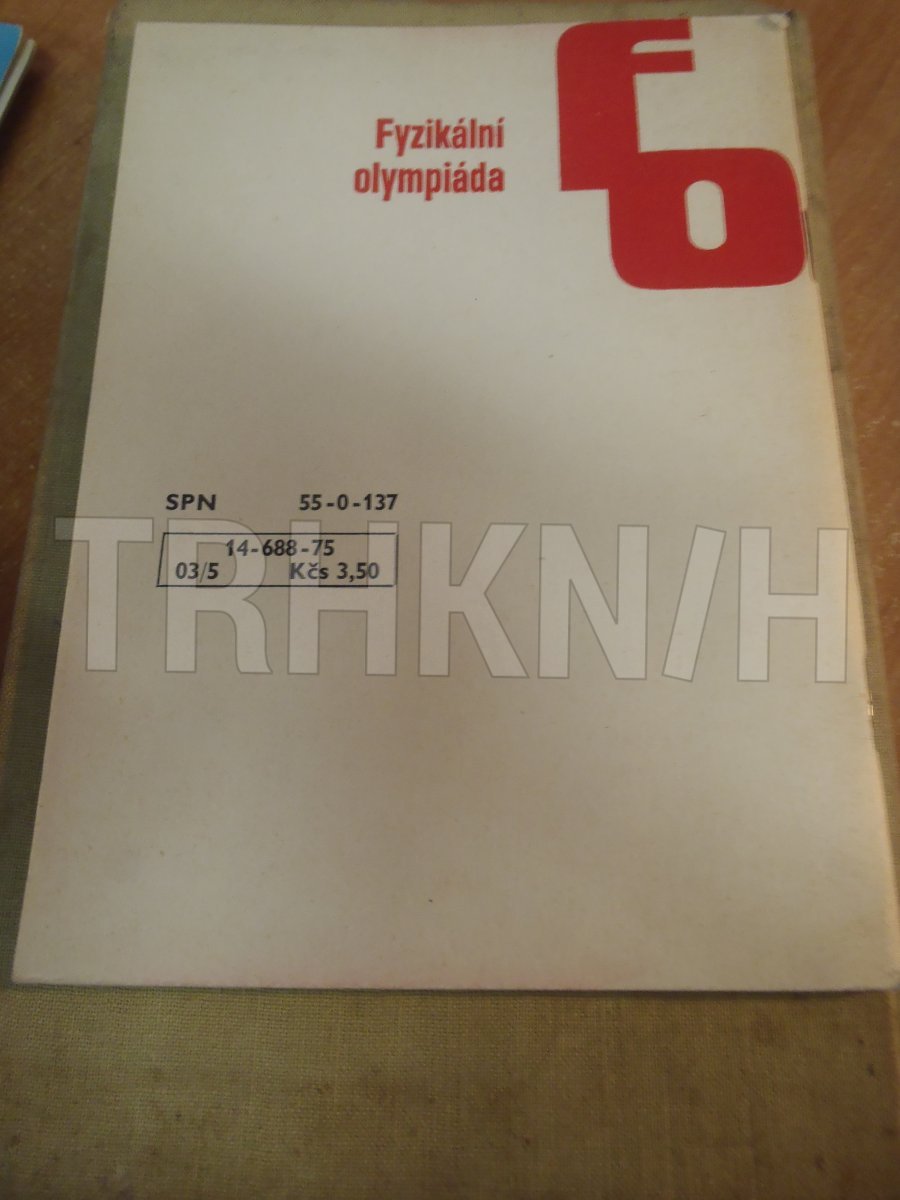 FO
Fyzikální
olympiáda
SPN 55-0-137
14-688-75
03/5 Kčs 3,50
TRHKNIH